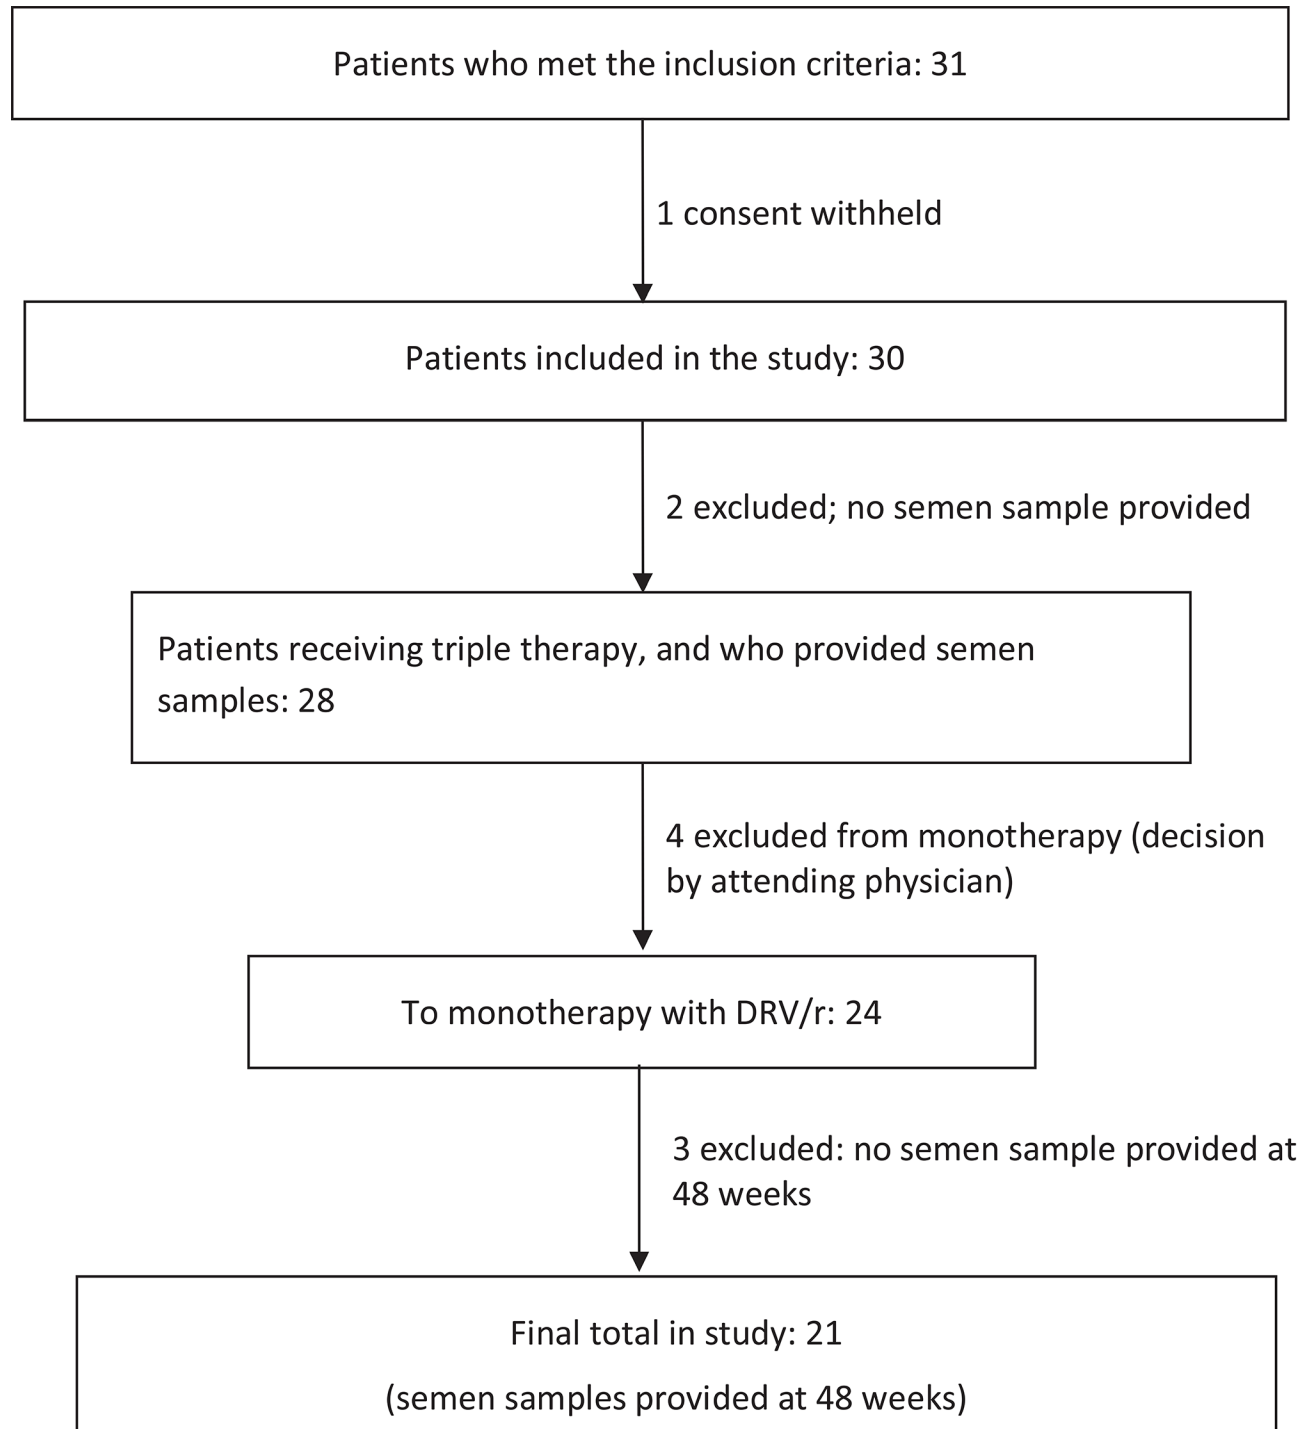 Patients who met the inclusion criteria: 31
1 consent withheld
Patients included in the study: 30
2 excluded; no semen sample provided
Patients receiving triple therapy, and who provided semen
samples: 28
4 excluded from monotherapy (decision
by attending physician)
To monotherapy with DRV/r: 24
3 excluded: no semen sample provided at
48 weeks
Final total in study: 21
(semen samples provided at 48 weeks)